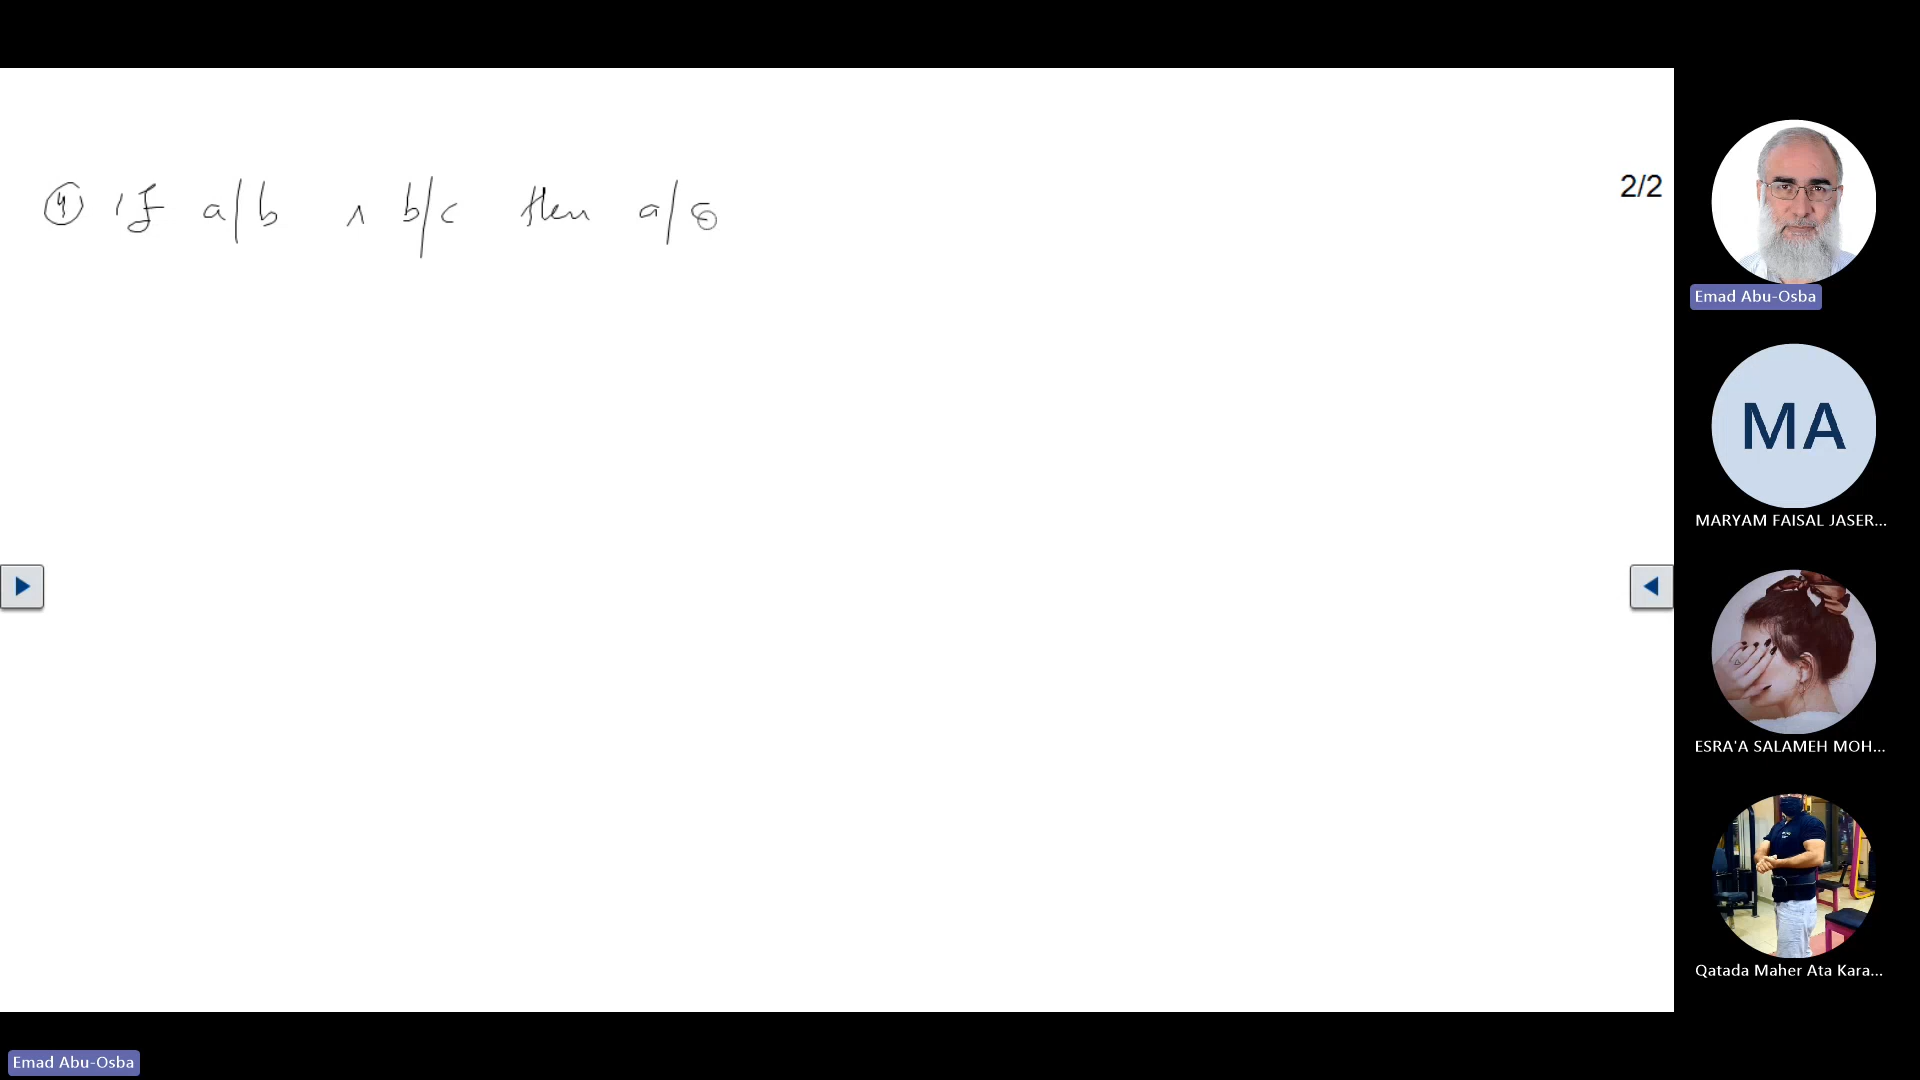 ④ If a/b ∧ b/c then a/c
2/2
Emad Abu-Osba
MA
MARYAM FAISAL JASER...
ESRA'A SALAMEH MOH...
Qatada Maher Ata Kara...
Emad Abu-Osba